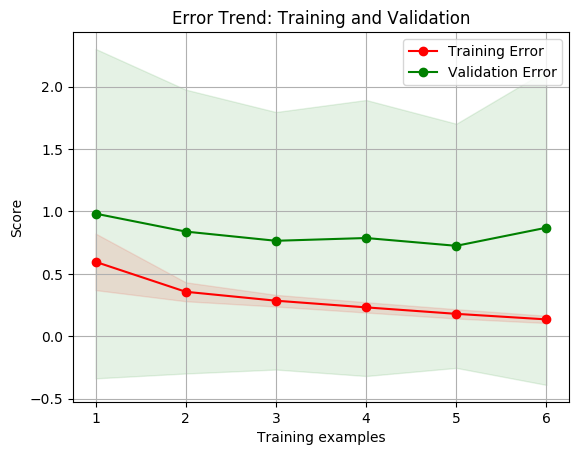 Error Trend: Training and Validation
Training Error
Validation Error
2.0
1.5
1.0
0.5
0.0
−0.5
Score
1 2 3 4 5 6
Training examples